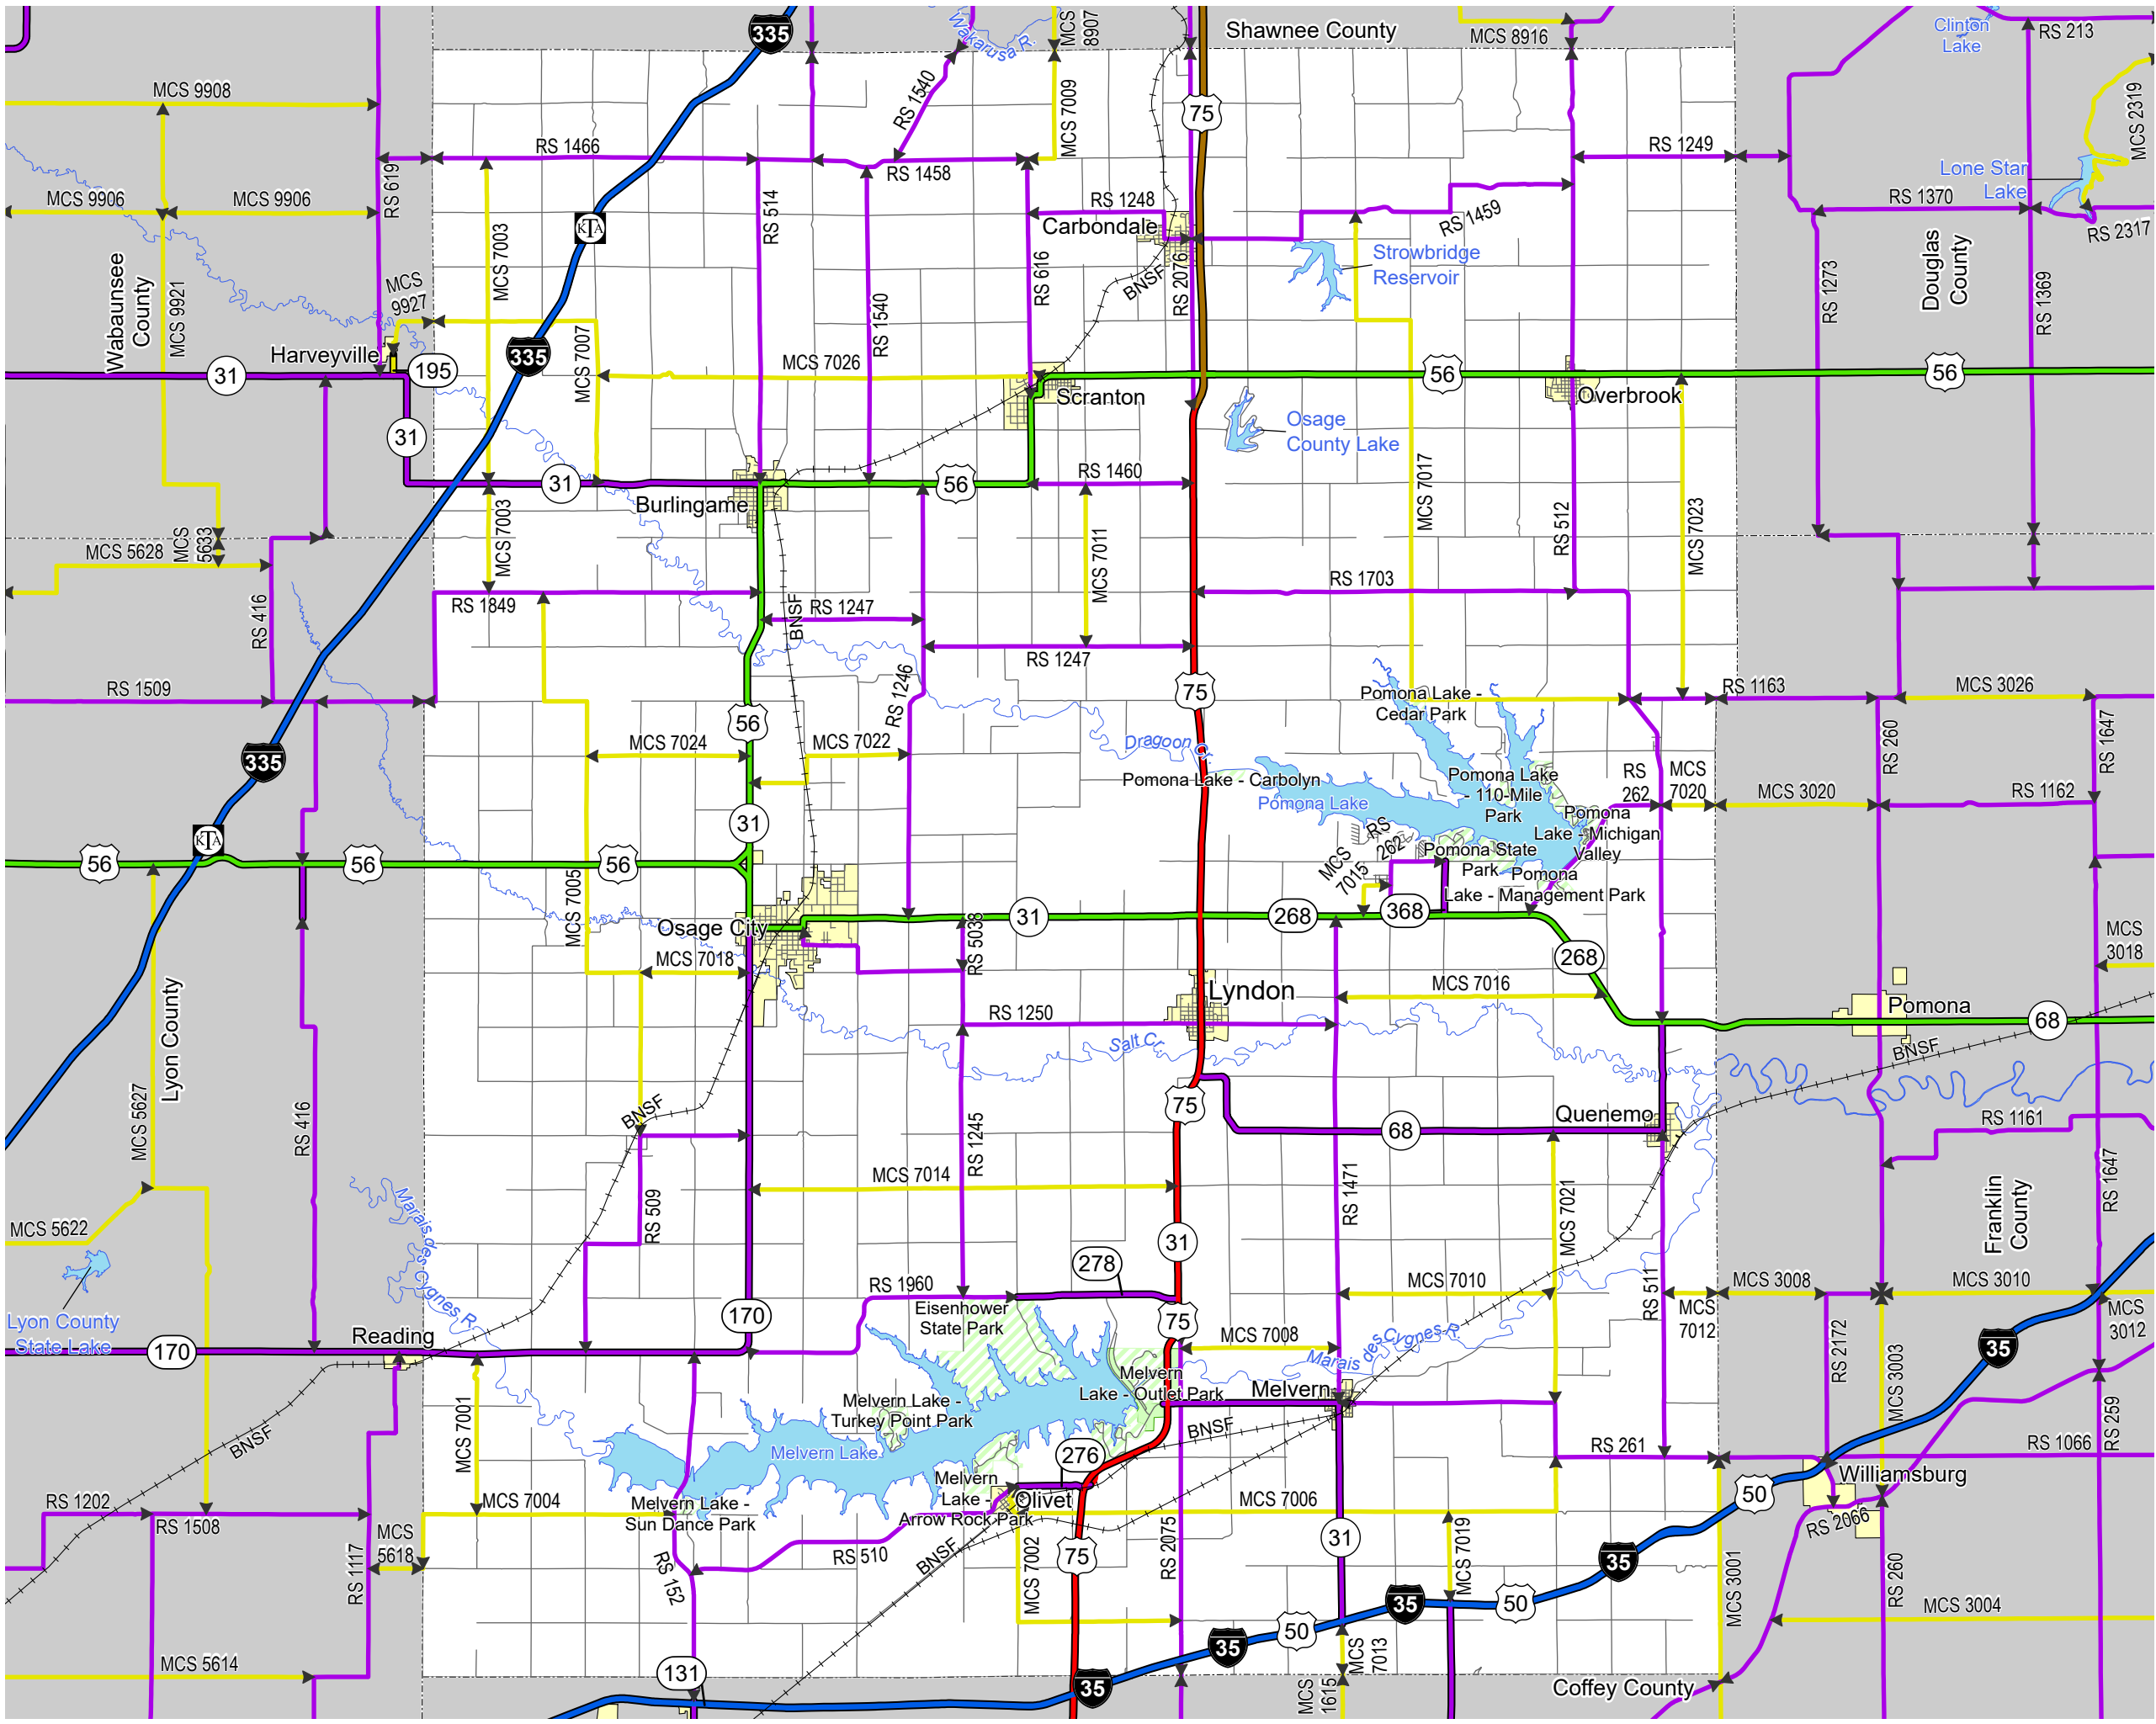 335
MCS 8907
Shawnee County
MCS 8916
Clinton
Lake
RS 213
Wakarusa R.
MCS 9908
RS 1540
MCS 7009
75
MCS 2319
RS 1466
RS 1458
RS 1249
RS 619
MCS 9906
MCS 9906
RS 514
RS 1248
Carbondale
RS 1459
Lone Star
Lake
RS 1370
RS 2317
KTA
MCS 7003
Strowbridge
Reservoir
Wabaunsee
County
MCS 9921
MCS
9927
RS 616
BNSF
RS 2076
RS 1273
Douglas
County
RS 1369
RS 1540
Harveyville
195
335
MCS 7007
MCS 7026
31
56
56
Scranton
Overbrook
31
Osage
County Lake
31
Burlingame
56
RS 1460
MCS 7017
RS 512
MCS 7023
MCS 5628
MCS
5633
MCS 7003
MCS 7011
RS 1703
RS 416
RS 1849
BNSF
RS 1247
RS 1247
RS 1509
RS 1246
75
Pomona Lake -
Cedar Park
RS 1163
MCS 3026
56
RS 260
RS 1647
335
MCS 7024
MCS 7022
Dragoon Cr.
Pomona Lake - Carbolyn
Pomona Lake
Pomona Lake
- 110-Mile
Park
RS
262
MCS
7020
MCS 3020
RS 1162
KTA
31
Pomona
Lake - Michigan
Valley
RS
262
MCS
7015
Pomona State
Park
Pomona
Lake - Management Park
56
56
56
MCS 7005
Osage City
31
268
368
RS 5038
268
MCS
3018
MCS 7018
MCS 7016
Lyndon
Pomona
68
RS 1250
Salt Cr.
BNSF
Lyon County
MCS 5627
RS 416
BNSF
75
Quenemo
RS 1245
68
RS 1161
MCS 7014
RS 1471
MCS 7021
RS 1647
Franklin
County
MCS 5622
RS 509
Marais des Cygnes R.
31
278
Lyon County
State Lake
RS 1960
MCS 7010
RS 511
MCS 3008
MCS 3010
Eisenhower
State Park
170
75
MCS
7012
MCS
3012
Reading
170
MCS 7008
Marais des Cygnes R.
RS 2172
MCS 3003
35
Melvern
Lake - Outlet Park
Melvern
Melvern Lake -
Turkey Point Park
RS 259
BNSF
BNSF
MCS 7001
Melvern Lake
276
RS 261
RS 1066
Williamsburg
Melvern
Lake -
Arrow Rock Park
Olivet
50
RS 1202
MCS 7004
Melvern Lake -
Sun Dance Park
MCS 7006
RS 1508
RS 2066
MCS
5618
RS 1117
RS 152
RS 510
BNSF
75
MCS 7002
RS 2075
31
MCS 7019
35
MCS 3001
RS 260
35
50
MCS 3004
50
35
MCS 5614
131
MCS
7013
35
MCS
1615
Coffey County